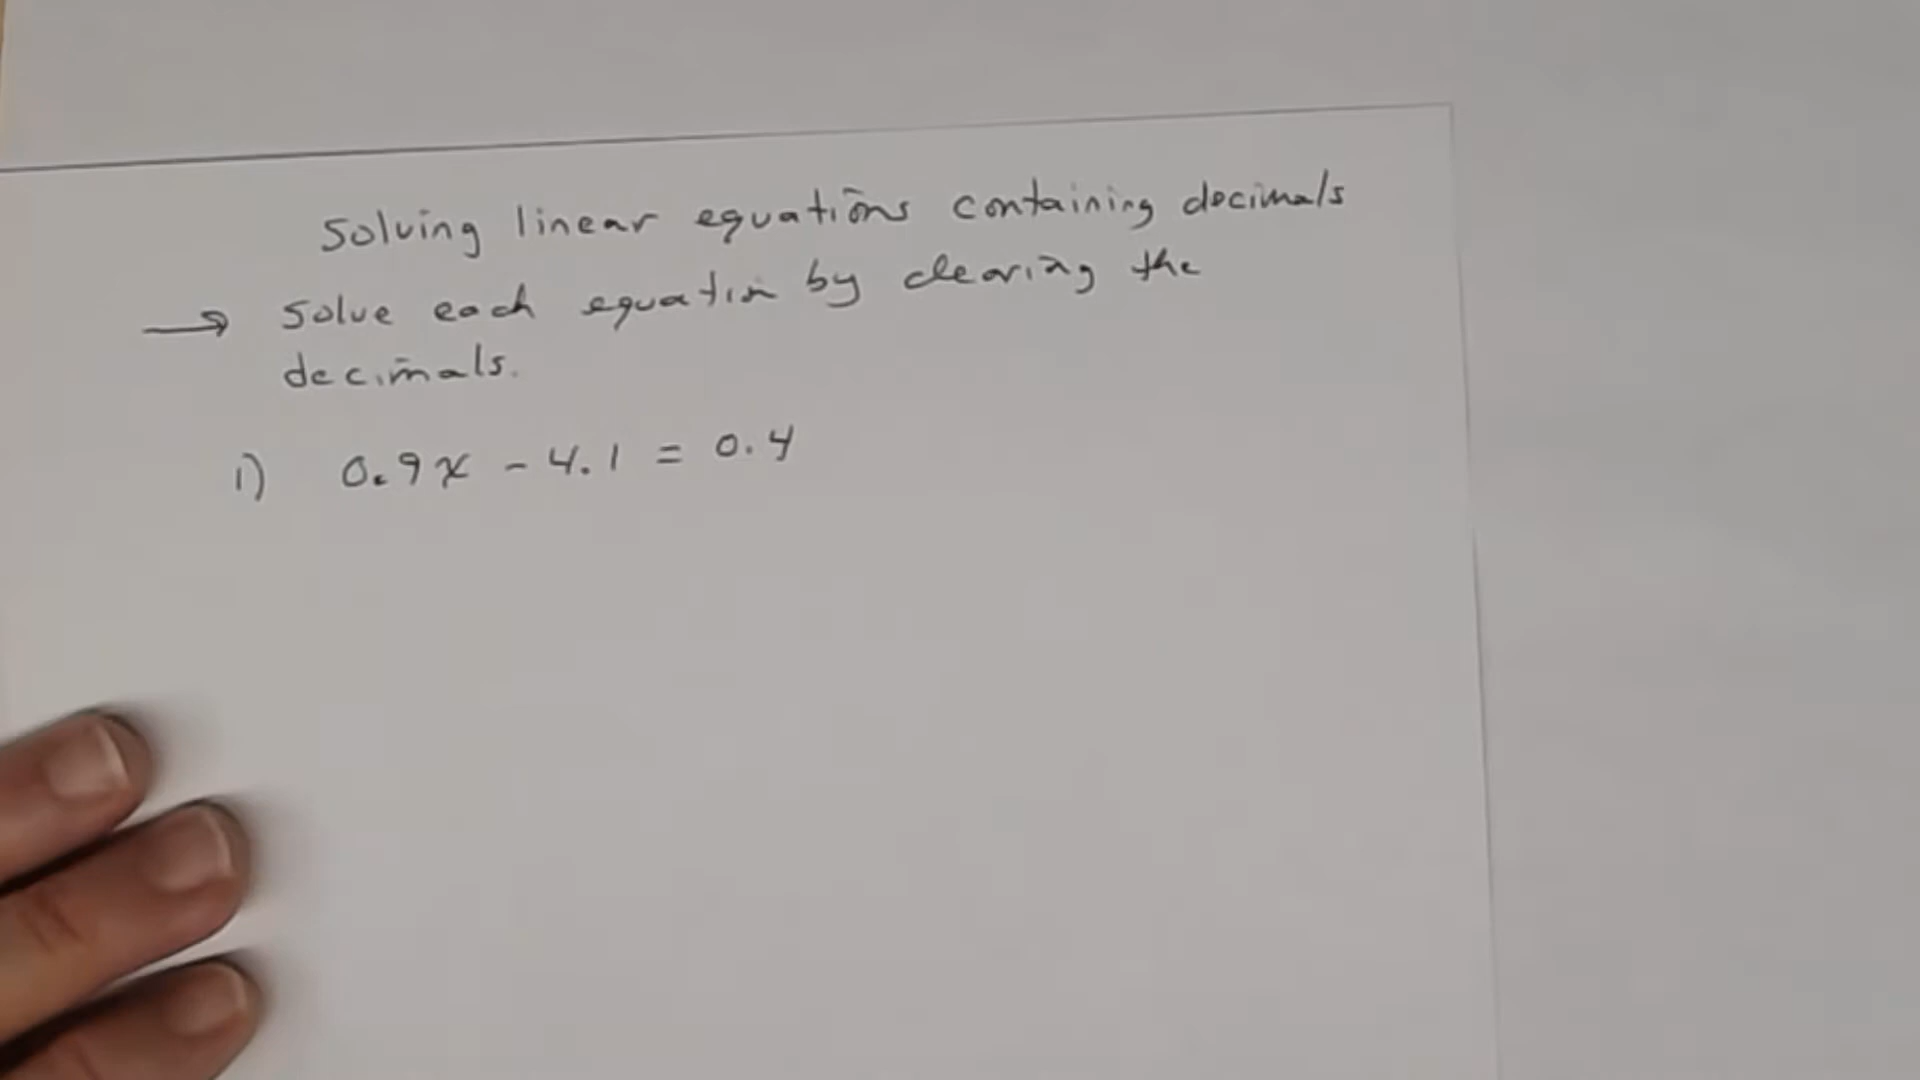 Solving linear equations containing decimals
→ Solve each equation by clearing the
decimals.
1) 0.9x - 4.1 = 0.4